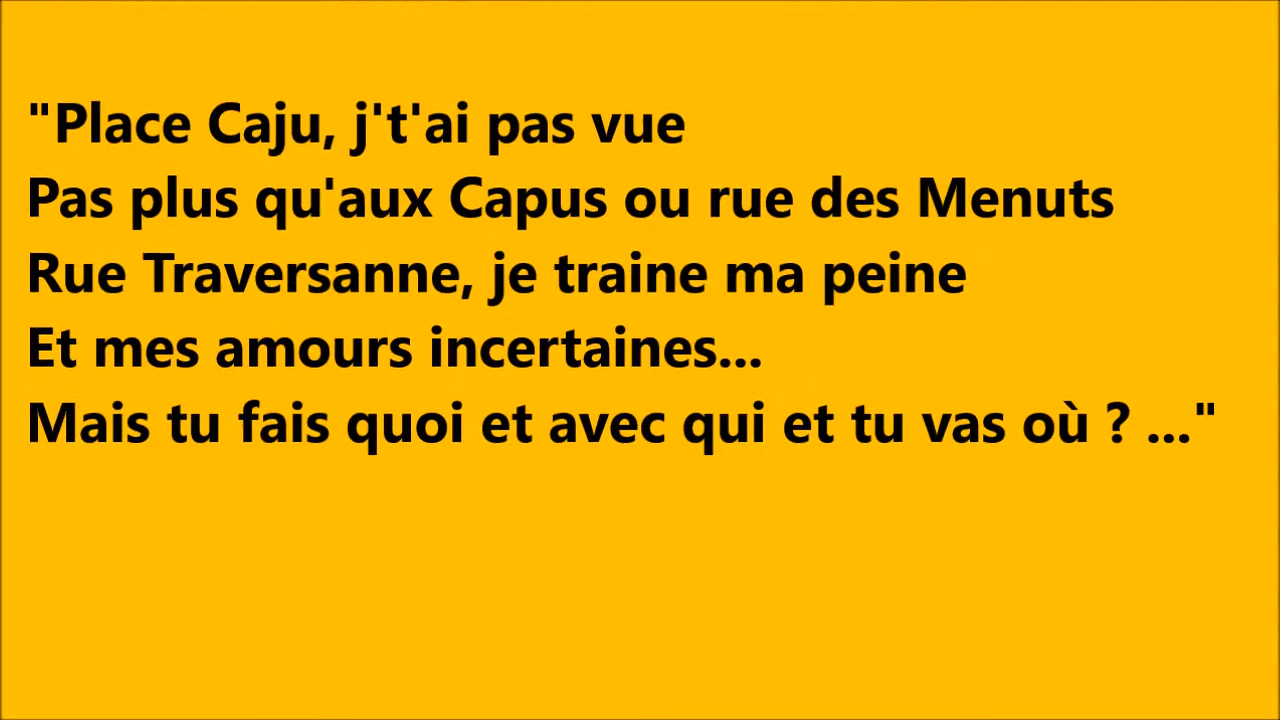 "Place Caju, j't'ai pas vue
Pas plus qu'aux Capus ou rue des Menuts
Rue Traversanne, je traine ma peine
Et mes amours incertaines...
Mais tu fais quoi et avec qui et tu vas où ? ..."